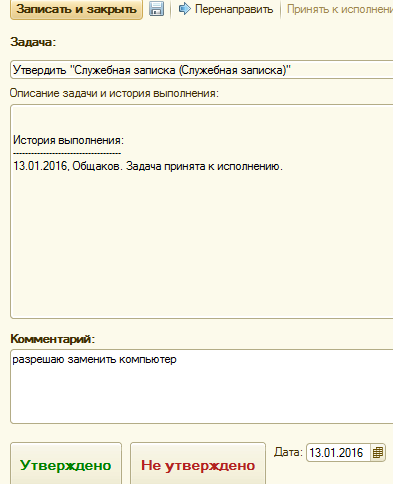 Записать и закрыть Перенаправить Принять к исполнени
Задача:
Утвердить "Служебная записка (Служебная записка)"
Описание задачи и история выполнения:
История выполнения:
------------------------------------
13.01.2016, Общаков. Задача принята к исполнению.
Комментарий:
разрешаю заменить компьютер
Утверждено Не утверждено Дата: 13.01.2016